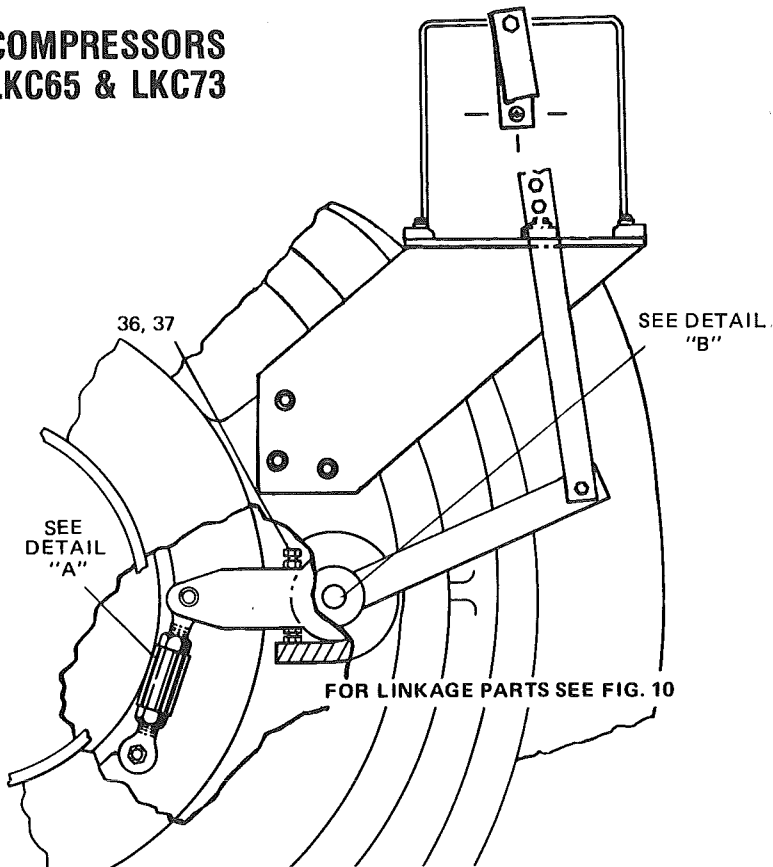 COMPRESSORS
LKC65 & LKC73
36, 37
SEE DETAIL
"B"
SEE
DETAIL
"A"
FOR LINKAGE PARTS SEE FIG. 10